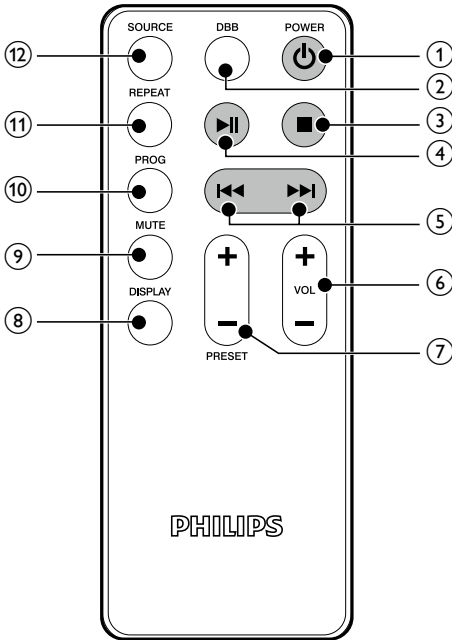 SOURCE DBB POWER
⑫ ①
②
REPEAT
⑪ ③
④
PROG
⑩
⑤
MUTE
⑨ + +
VOL ⑥
DISPLAY
⑧ − −
⑦
PRESET
PHILIPS